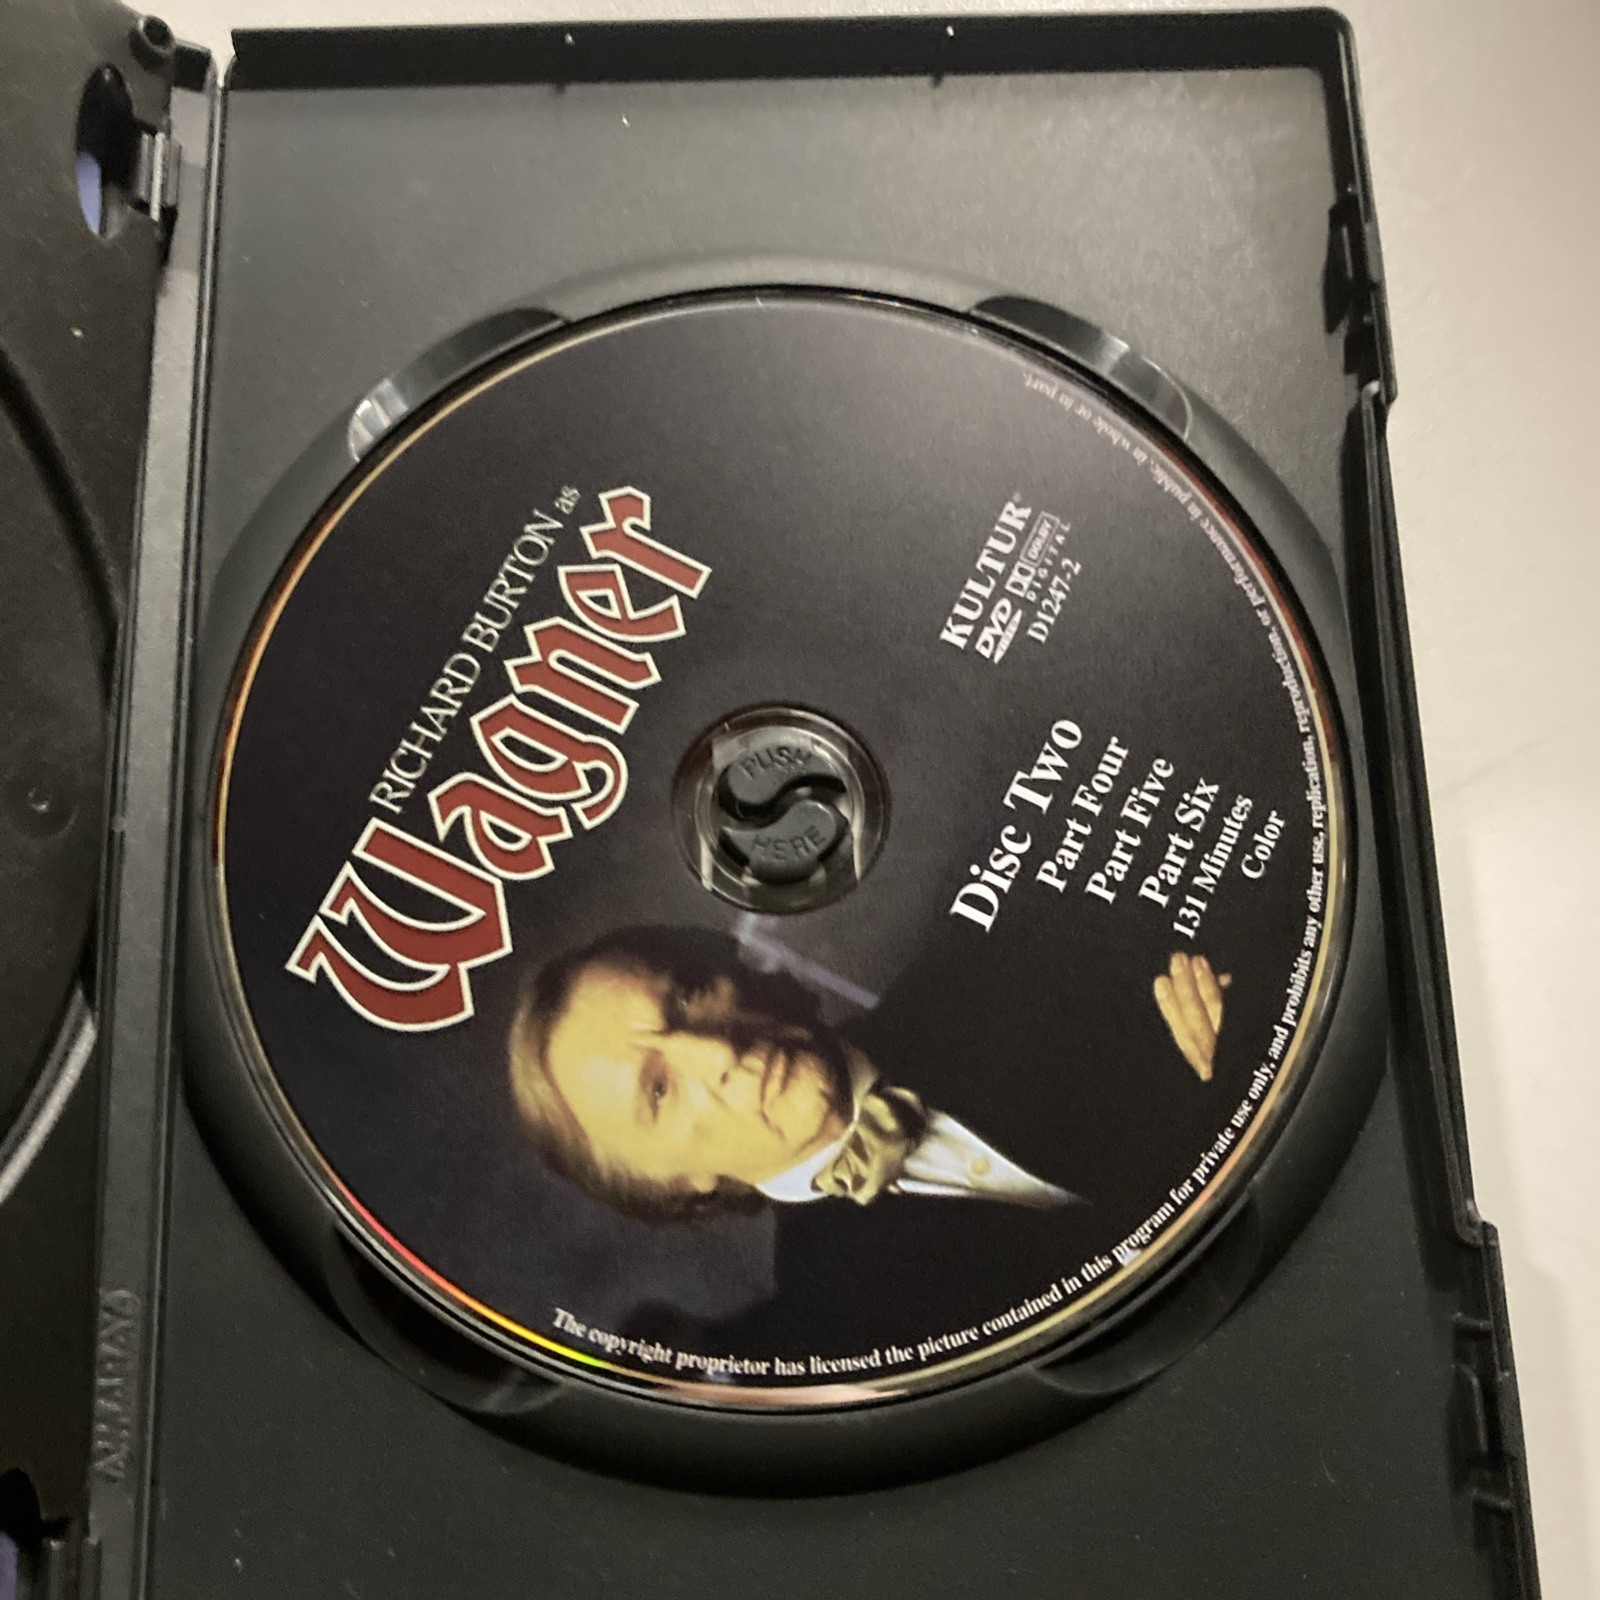 RICHARD BURTON as
Wagner
KULTUR®
DVD
DOLBY
DIGITAL
D1247-2
PUSH
HERE
Disc Two
Part Four
Part Five
Part Six
131 Minutes
Color
The copyright proprietor has licensed the picture contained in this program for private use only, and prohibits any other use, replication, reproduction, or performance in public, in whole or in part.